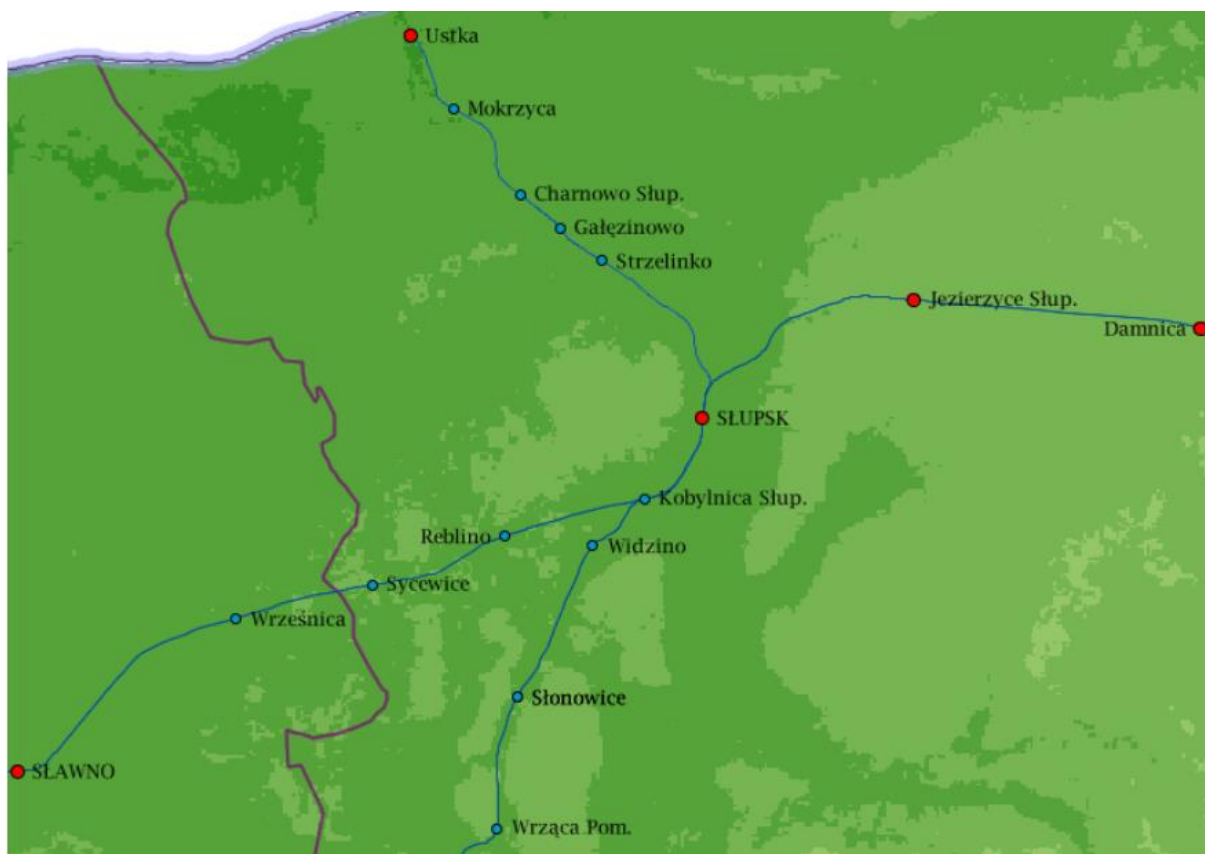 Ustka
Mokrzyca
Charnowo Słup.
Gałęzinowo
Strzelinko
Jezierzyce Słup.
Damnica
SŁUPSK
Kobylnica Słup.
Reblino
Widzino
Sycewice
Wrześnica
Słonowice
SŁAWNO
Wrząca Pom.